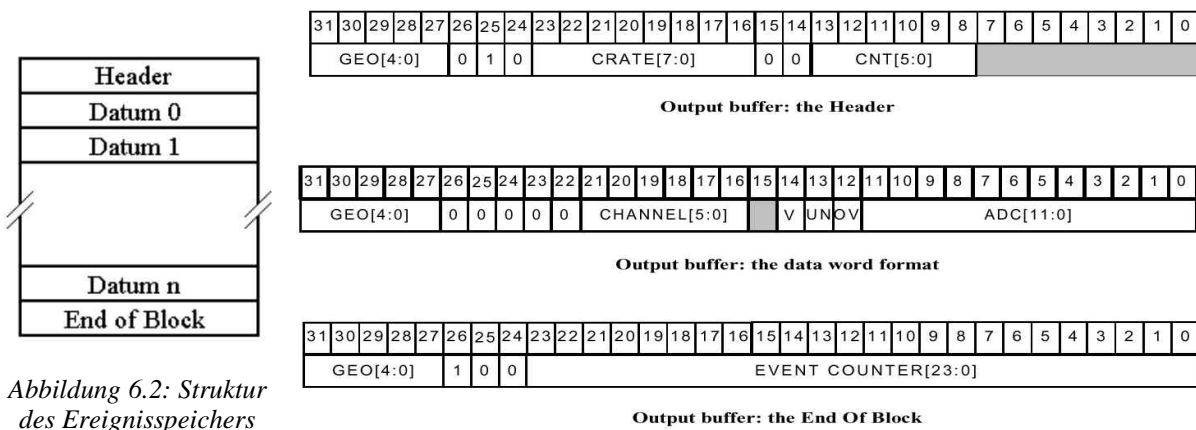 Header
Datum 0
Datum 1
Datum n
End of Block
Abbildung 6.2: Struktur
des Ereignisspeichers
31 30 29 28 27 26 25 24 23 22 21 20 19 18 17 16 15 14 13 12 11 10 9 8 7 6 5 4 3 2 1 0
GEO[4:0] 0 1 0 CRATE[7:0] 0 0 CNT[5:0]
Output buffer: the Header
31 30 29 28 27 26 25 24 23 22 21 20 19 18 17 16 15 14 13 12 11 10 9 8 7 6 5 4 3 2 1 0
GEO[4:0] 0 0 0 0 0 CHANNEL[5:0] V UN OV ADC[11:0]
Output buffer: the data word format
31 30 29 28 27 26 25 24 23 22 21 20 19 18 17 16 15 14 13 12 11 10 9 8 7 6 5 4 3 2 1 0
GEO[4:0] 1 0 0 EVENT COUNTER[23:0]
Output buffer: the End Of Block